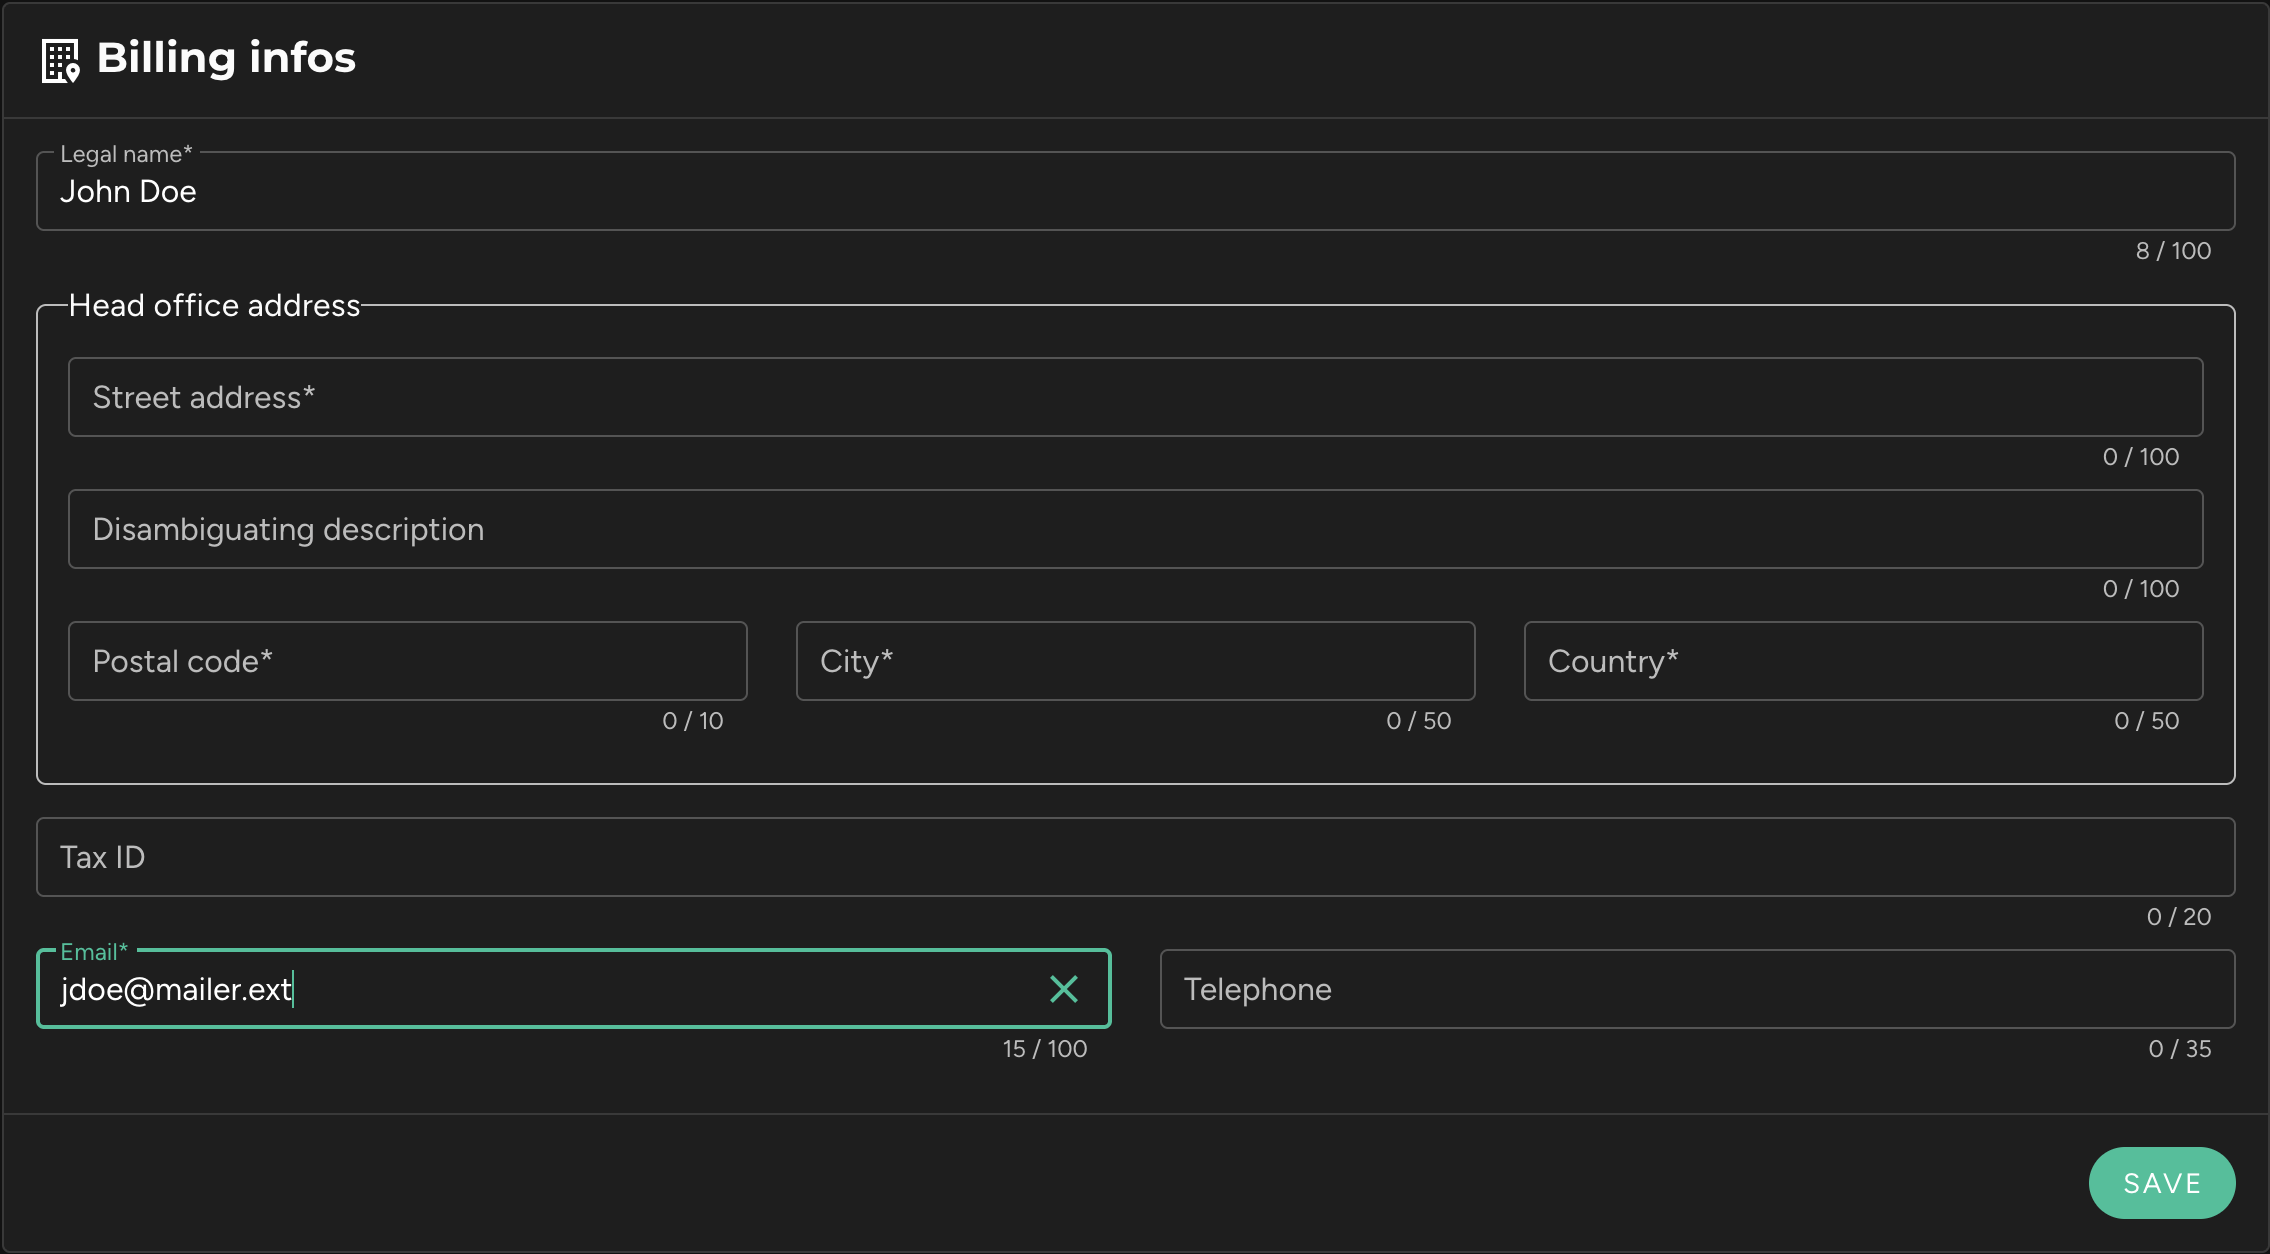 Billing infos
Legal name*
John Doe
8 / 100
Head office address
Street address*
0 / 100
Disambiguating description
0 / 100
Postal code* City* Country*
0 / 10 0 / 50 0 / 50
Tax ID
0 / 20
Email*
jdoe@mailer.ext Telephone
15 / 100 0 / 35
SAVE